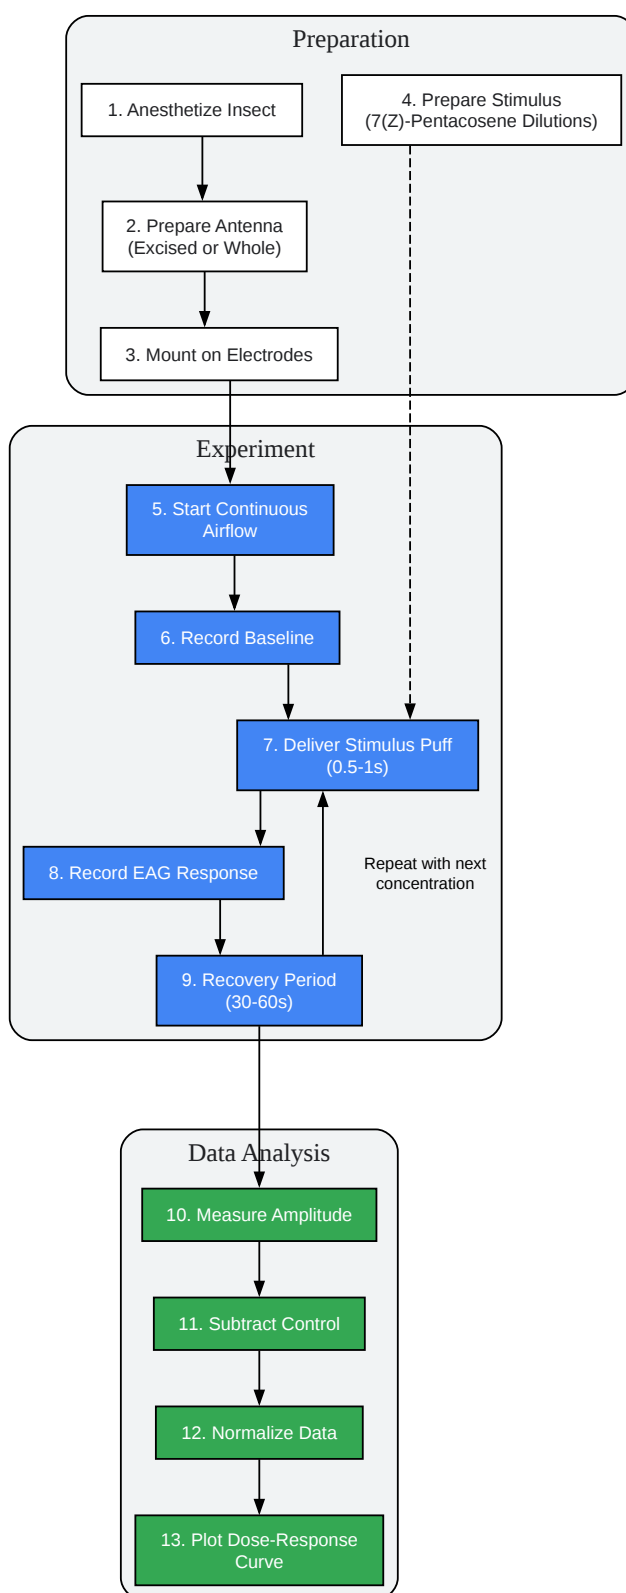 Preparation
1. Anesthetize Insect
4. Prepare Stimulus
(7(Z)-Pentacosene Dilutions)
2. Prepare Antenna
(Excised or Whole)
3. Mount on Electrodes
Experiment
5. Start Continuous
Airflow
6. Record Baseline
7. Deliver Stimulus Puff
(0.5-1s)
8. Record EAG Response
Repeat with next
concentration
9. Recovery Period
(30-60s)
Data Analysis
10. Measure Amplitude
11. Subtract Control
12. Normalize Data
13. Plot Dose-Response
Curve